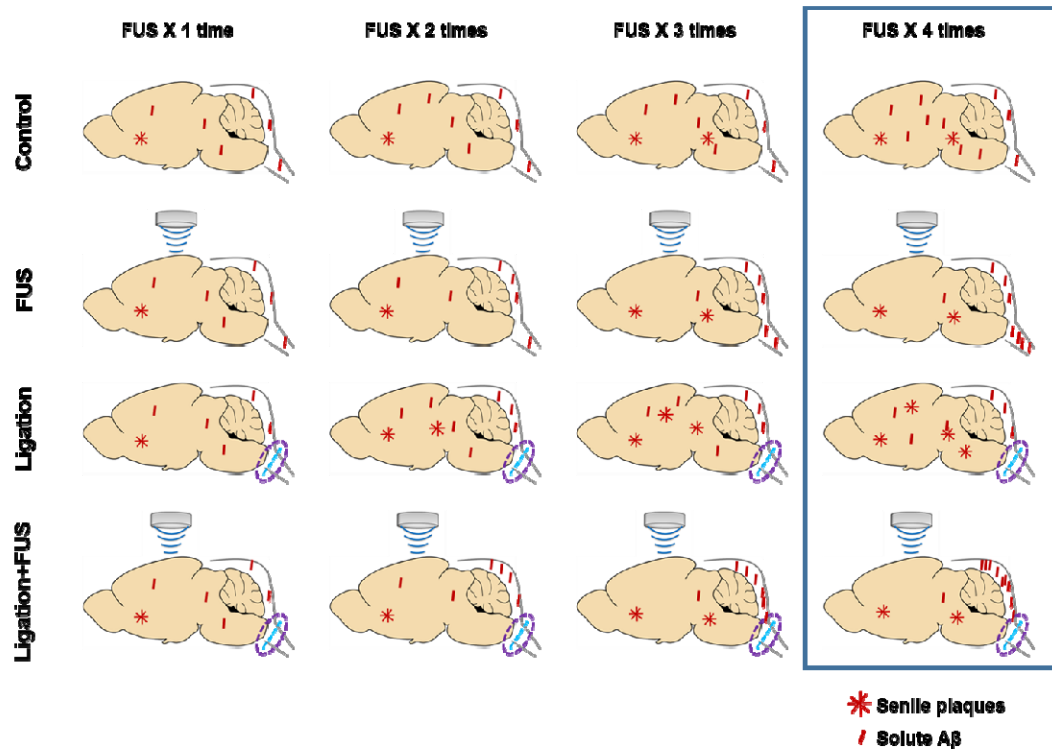 FUS X 1 time FUS X 2 times FUS X 3 times FUS X 4 times
Control
FUS
Ligation
Ligation+FUS
Senile plaques
Solute Aβ